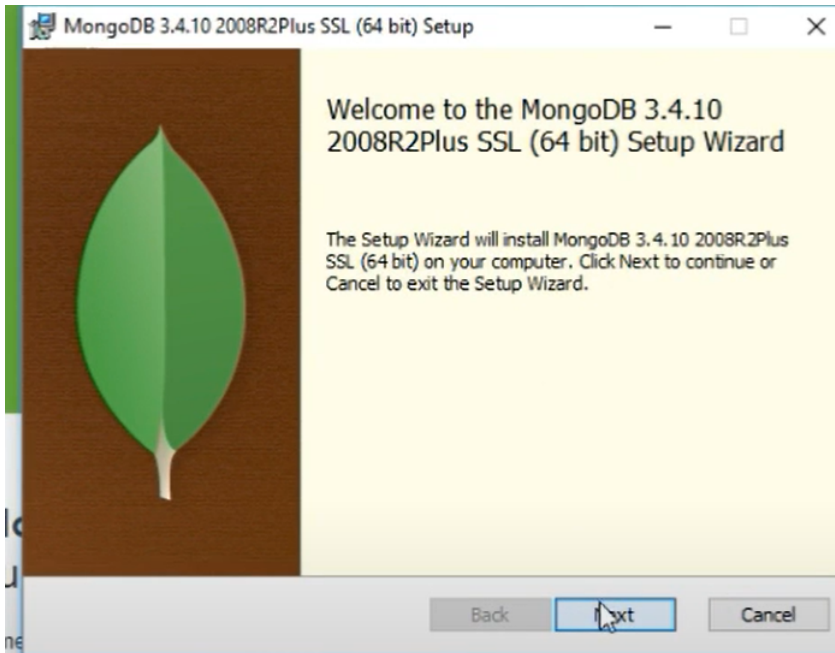 MongoDB 3.4.10 2008R2Plus SSL (64 bit) Setup
Welcome to the MongoDB 3.4.10
2008R2Plus SSL (64 bit) Setup Wizard
The Setup Wizard will install MongoDB 3.4.10 2008R2Plus
SSL (64 bit) on your computer. Click Next to continue or
Cancel to exit the Setup Wizard.
Back
Next
Cancel